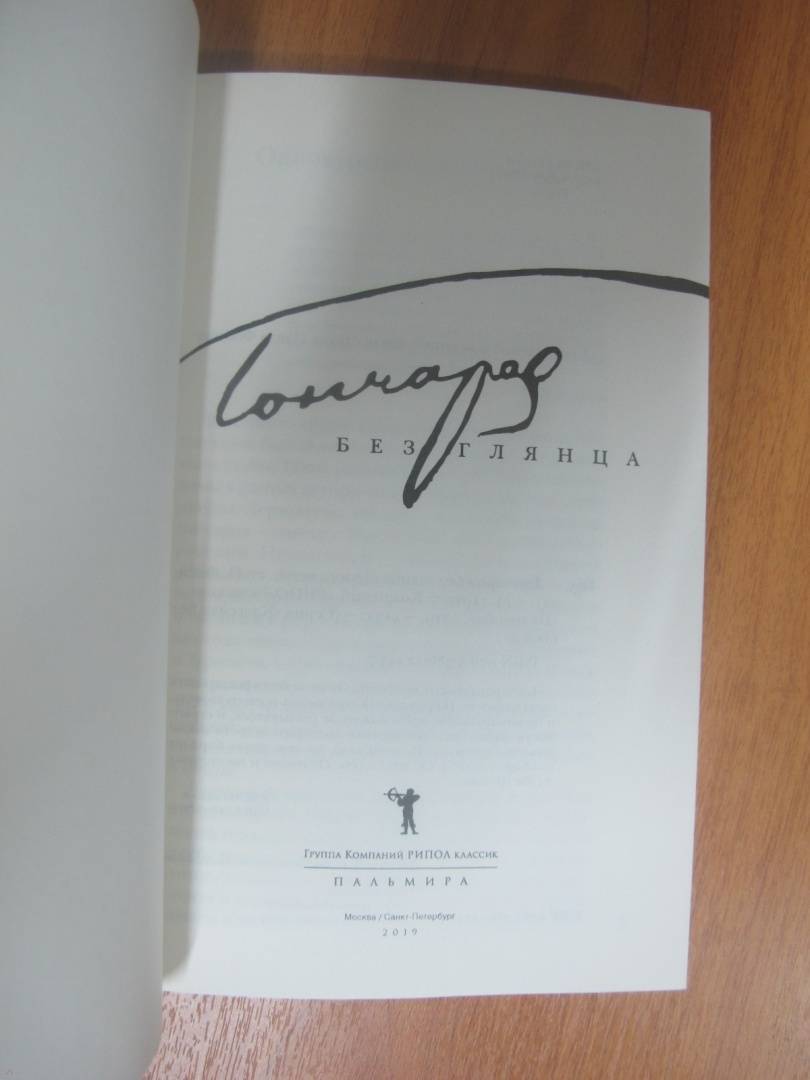 Гончаров
БЕЗ ГЛЯНЦА
Группа Компаний РИПОЛ классик
ПАЛЬМИРА
Москва / Санкт-Петербург
2019